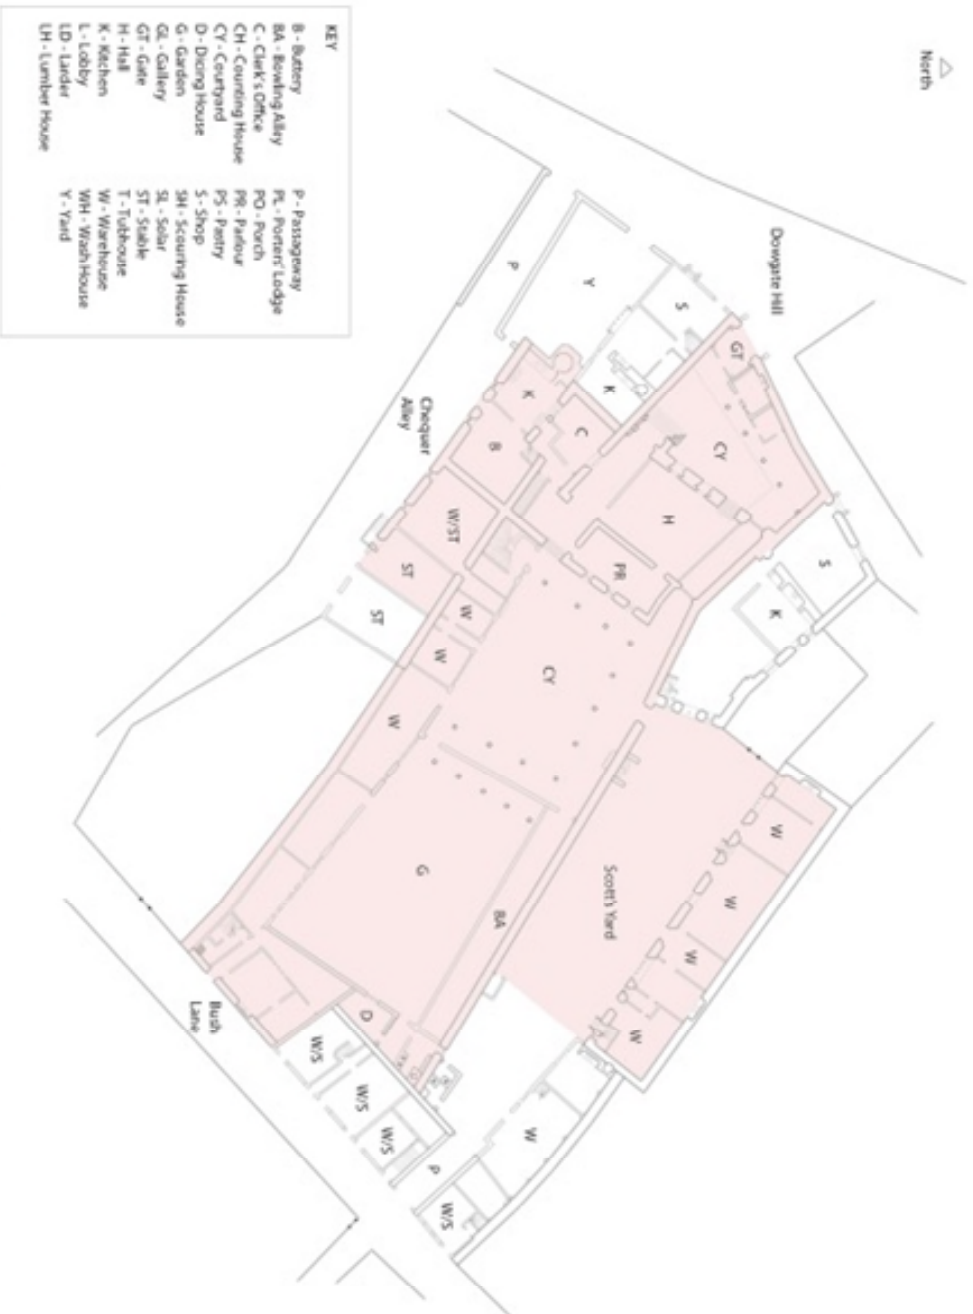 North
Dowgate Hill
P
Y
S
K
GT
CY
K
C
B
H
S
K
PR
W/ST
ST
ST
W
W
W
CY
Chequer
Alley
G
BA
Scott's Yard
W
W
W
W
D
Bush
Lane
W/S
W/S
W/S
P
W
W/S
KEY
B - Buttery
BA - Bowling Alley
C - Clerk's Office
CH - Counting House
CY - Courtyard
D - Dicing House
G - Garden
GL - Gallery
GT - Gate
H - Hall
K - Kitchen
L - Lobby
LD - Larder
LH - Lumber House
P - Passageway
PL - Porters' Lodge
PO - Porch
PR - Parlour
PS - Pastry
S - Shop
SH - Scouring House
SL - Solar
ST - Stable
T - Tubhouse
W - Warehouse
WH - Wash House
Y - Yard